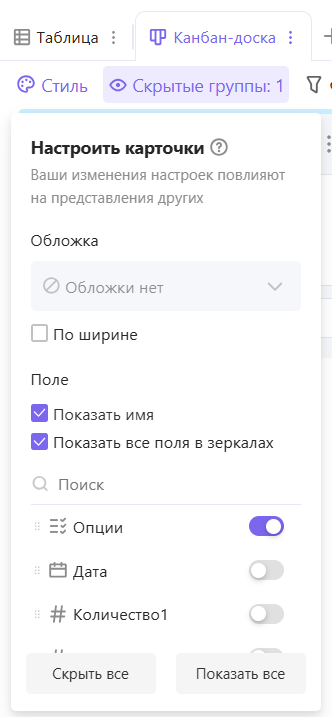 Таблица
Канбан-доска
Стиль
Скрытые группы: 1
Настроить карточки
Ваши изменения настроек повлияют
на представления других
Обложка
Обложки нет
По ширине
Поле
Показать имя
Показать все поля в зеркалах
Поиск
Опции
Дата
Количество1
Скрыть все
Показать все